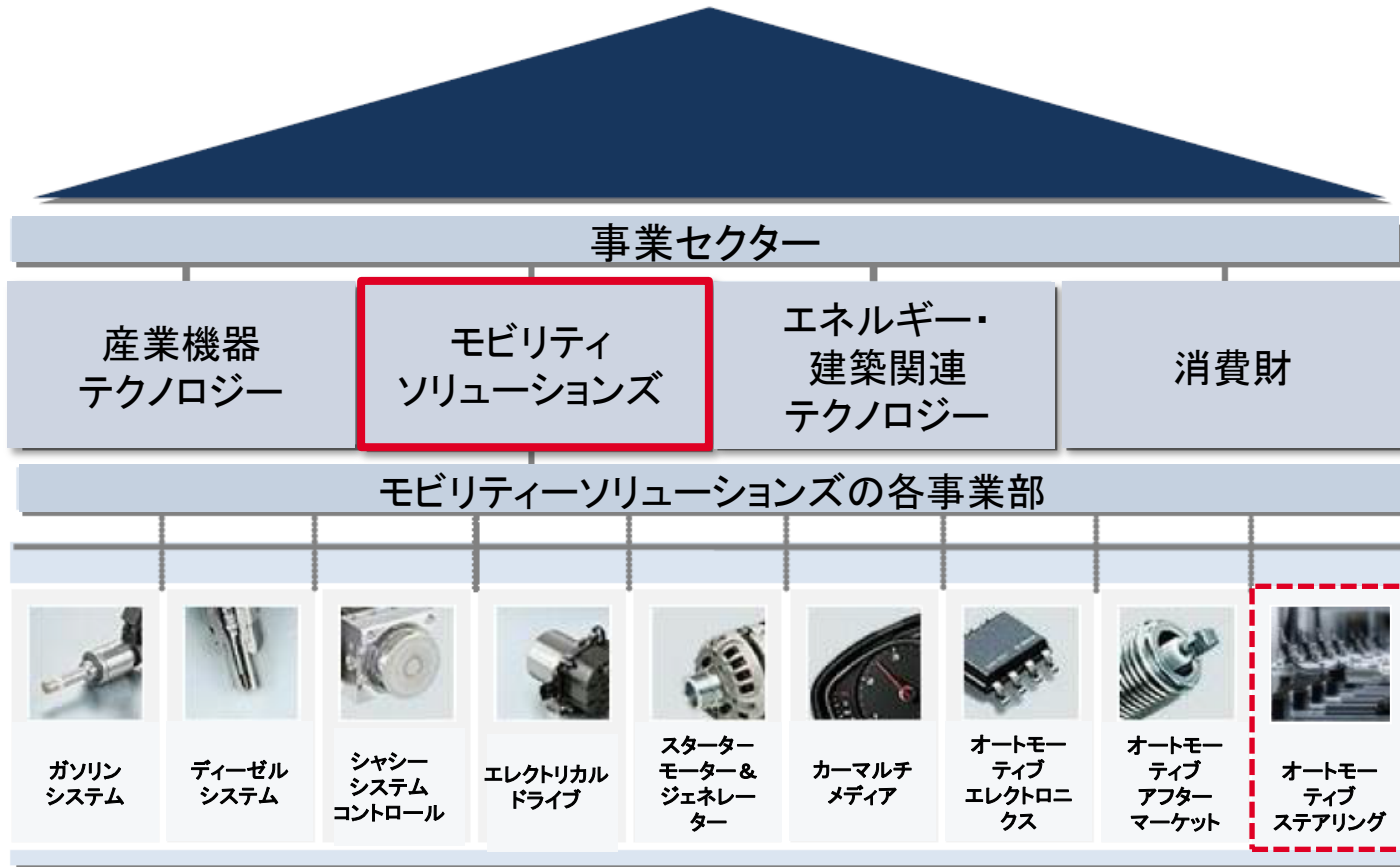 事業セクター
産業機器
テクノロジー
モビリティ
ソリューションズ
エネルギー・
建築関連
テクノロジー
消費財
モビリティーソリューションズの各事業部
ガソリン
システム
ディーゼル
システム
シャシー
システム
コントロール
エレクトリカル
ドライブ
スターター
モーター＆
ジェネレー
ター
カーマルチ
メディア
オートモー
ティブ
エレクトロニ
クス
オートモー
ティブ
アフター
マーケット
オートモー
ティブ
ステアリング